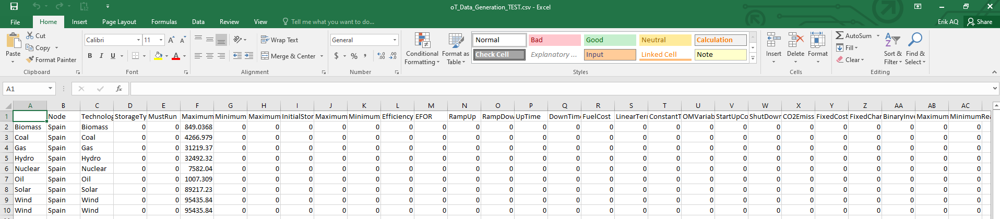 oT_Data_Generation_TEST.csv - Excel
File Home Insert Page Layout Formulas Data Review View Tell me what you want to do... Erik AQ Share
Paste Cut Copy Format Painter Clipboard
Calibri 11 A A B I U A Font
Wrap Text Merge & Center Alignment
General $ % , .0 .00 .00 .0 Number
Conditional Formatting Format as Table
Normal Bad Good Neutral Calculation
Check Cell Explanatory ... Input Linked Cell Note
Styles
Insert Delete Format Cells
AutoSum Fill Clear Sort & Filter Find & Select Editing
A1 fx
A B C D E F G H I J K L M N O P Q R S T U V W X Y Z AA AB AC
1 Node Technolog StorageTy MustRun Maximum Minimum Maximum InitialStor Maximum Minimum Efficiency EFOR RampUp RampDow UpTime DownTime FuelCost LinearTerr ConstantT OMVariab StartUpCo ShutDown CO2Emiss FixedCost FixedChar BinaryInve Maximum MinimumRea
2 Biomass Spain Biomass 0 0 849.0368 0 0 0 0 0 0 0 0 0 0 0 0 0 0 0 0 0 0 0 0 0 0 0
3 Coal Spain Coal 0 0 4266.979 0 0 0 0 0 0 0 0 0 0 0 0 0 0 0 0 0 0 0 0 0 0 0
4 Gas Spain Gas 0 0 31219.37 0 0 0 0 0 0 0 0 0 0 0 0 0 0 0 0 0 0 0 0 0 0 0
5 Hydro Spain Hydro 0 0 32492.32 0 0 0 0 0 0 0 0 0 0 0 0 0 0 0 0 0 0 0 0 0 0 0
6 Nuclear Spain Nuclear 0 0 7582.04 0 0 0 0 0 0 0 0 0 0 0 0 0 0 0 0 0 0 0 0 0 0 0
7 Oil Spain Oil 0 0 1007.309 0 0 0 0 0 0 0 0 0 0 0 0 0 0 0 0 0 0 0 0 0 0 0
8 Solar Spain Solar 0 0 89217.23 0 0 0 0 0 0 0 0 0 0 0 0 0 0 0 0 0 0 0 0 0 0 0
9 Wind Spain Wind 0 0 95435.84 0 0 0 0 0 0 0 0 0 0 0 0 0 0 0 0 0 0 0 0 0 0 0
10 Wind Spain Wind 0 0 95435.84 0 0 0 0 0 0 0 0 0 0 0 0 0 0 0 0 0 0 0 0 0 0 0